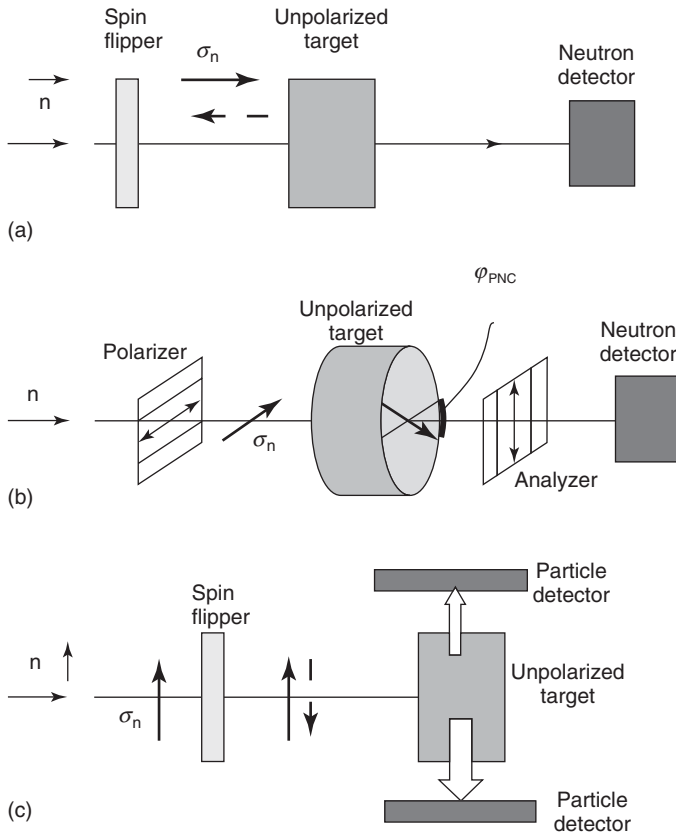 Spin
flipper
Unpolarized
target
σn
n
Neutron
detector
(a)
φPNC
Unpolarized
target
Polarizer
Neutron
detector
n
σn
Analyzer
(b)
Particle
detector
Spin
flipper
n
Unpolarized
target
σn
Particle
detector
(c)